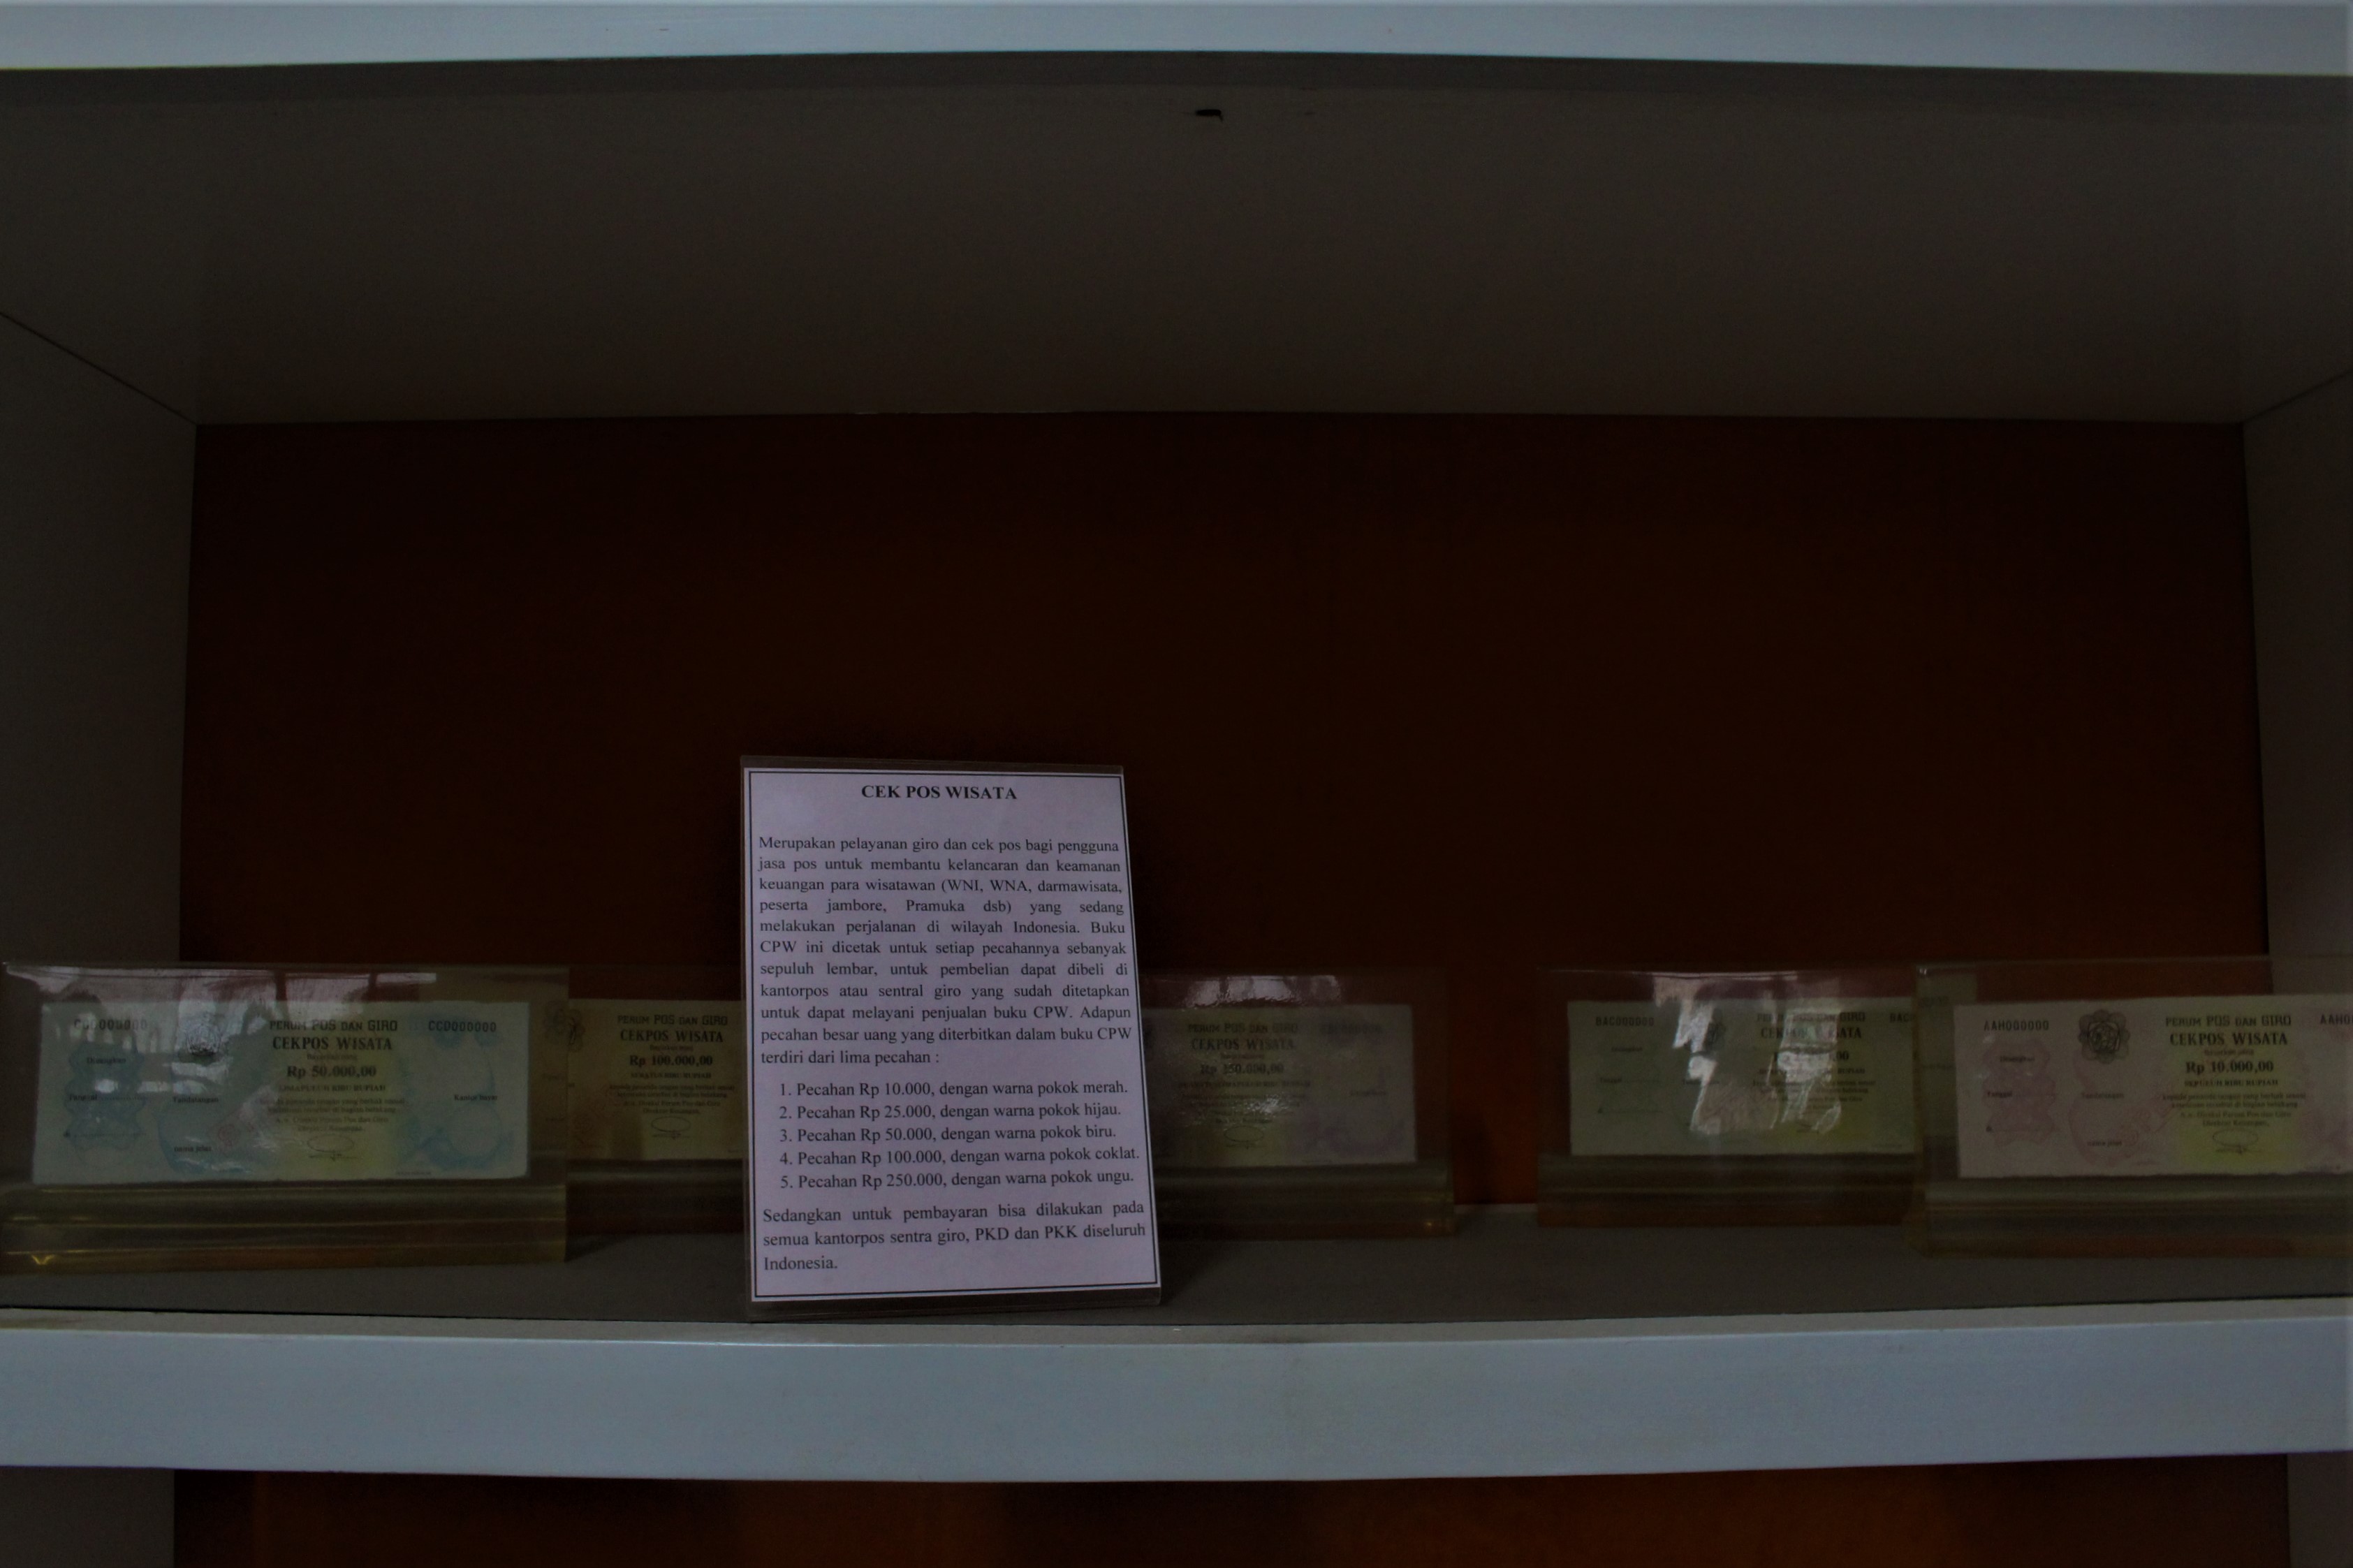 CEK POS WISATA
Merupakan pelayanan giro dan cek pos bagi pengguna
jasa pos untuk membantu kelancaran dan keamanan
keuangan para wisatawan (WNI, WNA, darmawisata,
peserta jambore, Pramuka dsb) yang sedang
melakukan perjalanan di wilayah Indonesia. Buku
CPW ini dicetak untuk setiap pecahannya sebanyak
sepuluh lembar, untuk pembelian dapat dibeli di
kantorpos atau sentral giro yang sudah ditetapkan
untuk dapat melayani penjualan buku CPW. Adapun
pecahan besar uang yang diterbitkan dalam buku CPW
terdiri dari lima pecahan :
1. Pecahan Rp 10.000, dengan warna pokok merah.
2. Pecahan Rp 25.000, dengan warna pokok hijau.
3. Pecahan Rp 50.000, dengan warna pokok biru.
4. Pecahan Rp 100.000, dengan warna pokok coklat.
5. Pecahan Rp 250.000, dengan warna pokok ungu.
Sedangkan untuk pembayaran bisa dilakukan pada
semua kantorpos sentra giro, PKD dan PKK diseluruh
Indonesia.
PERUM POS DAN GIRO
CEKPOS WISATA
Rp 50.000,00
LIMA PULUH RIBU RUPIAH
PERUM POS DAN GIRO
CEKPOS WISATA
Rp 100.000,00
PERUM POS DAN GIRO
CEKPOS WISATA
BAC000000
AAH000000
PERUM POS DAN GIRO
CEKPOS WISATA
Rp 10.000,00
SEPULUH RIBU RUPIAH